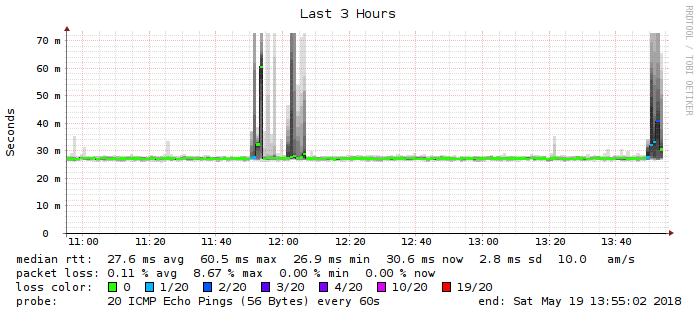 Last 3 Hours
RRDTOOL / TOBI OETIKER
Seconds
70 m
60 m
50 m
40 m
30 m
20 m
10 m
0
11:00 11:20 11:40 12:00 12:20 12:40 13:00 13:20 13:40
median rtt: 27.6 ms avg 60.5 ms max 26.9 ms min 30.6 ms now 2.8 ms sd 10.0 am/s
packet loss: 0.11 % avg 8.67 % max 0.00 % min 0.00 % now
loss color: 0 1/20 2/20 3/20 4/20 10/20 19/20
probe: 20 ICMP Echo Pings (56 Bytes) every 60s end: Sat May 19 13:55:02 2018